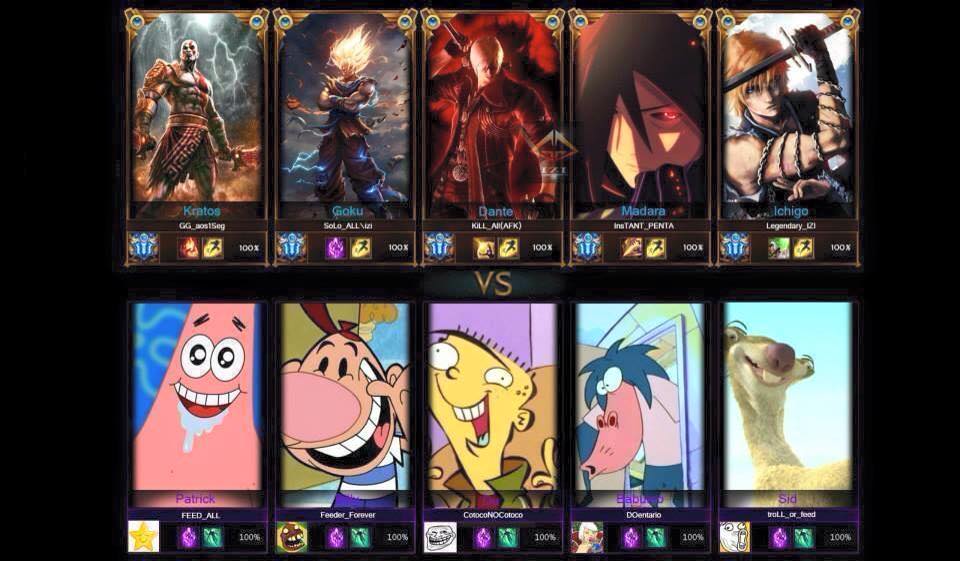 Kratos
GG_aos1Seg
100%
Goku
SoLo_ALL\izi
100%
Dante
KiLL_All(AFK)
100%
Madara
InsTANT_PENTA
100%
Ichigo
Legendary_IZI
100%
VS
Patrick
FEED_ALL
100%
Feeder_Forever
100%
CotocoNOCotoco
100%
DOentario
100%
Sid
troLL_or_feed
100%